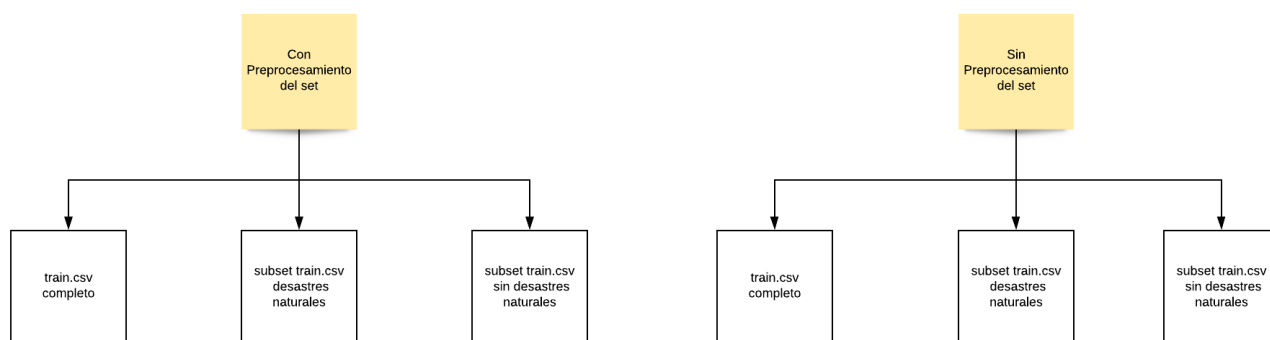 Con
Preprocesamiento
del set
Sin
Preprocesamiento
del set
train.csv
completo
subset train.csv
desastres
naturales
subset train.csv
sin desastres
naturales
train.csv
completo
subset train.csv
desastres
naturales
subset train.csv
sin desastres
naturales